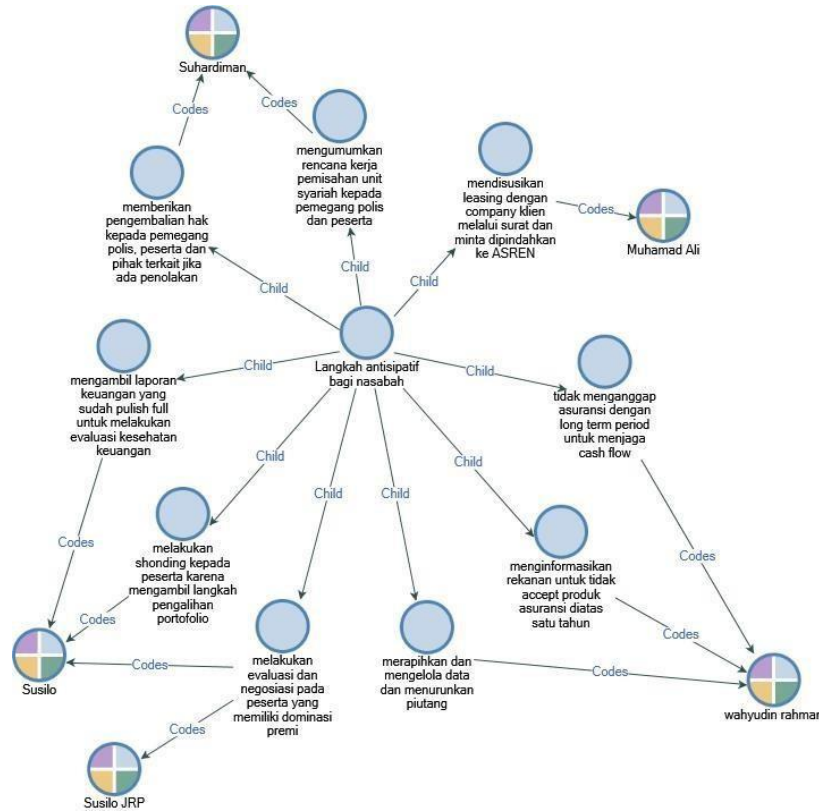 Suhardiman
Codes
Codes
mengumumkan
rencana kerja
pemisahan unit
syariah kepada
pemegang polis
dan peserta
mendisusikan
leasing dengan
company klien
melalui surat dan
minta dipindahkan
ke ASREN
Codes
Muhamad Ali
memberikan
pengembalian hak
kepada pemegang
polis, peserta dan
pihak terkait jika
ada penolakan
Child
Child
Child
Langkah antisipatif
bagi nasabah
Child
Child
mengambil laporan
keuangan yang
sudah pulish full
untuk melakukan
evaluasi kesehatan
keuangan
tidak menganggap
asuransi dengan
long term period
untuk menjaga
cash flow
Child
Child
Child
Child
Codes
melakukan
shonding kepada
peserta karena
mengambil langkah
pengalihan
portofolio
menginformasikan
rekanan untuk tidak
accept produk
asuransi diatas
satu tahun
Codes
Codes
Codes
Susilo
Codes
melakukan
evaluasi dan
negosiasi pada
peserta yang
memiliki dominasi
premi
merapihkan dan
mengelola data
dan menurunkan
piutang
Codes
Codes
wahyudin rahman
Susilo JRP